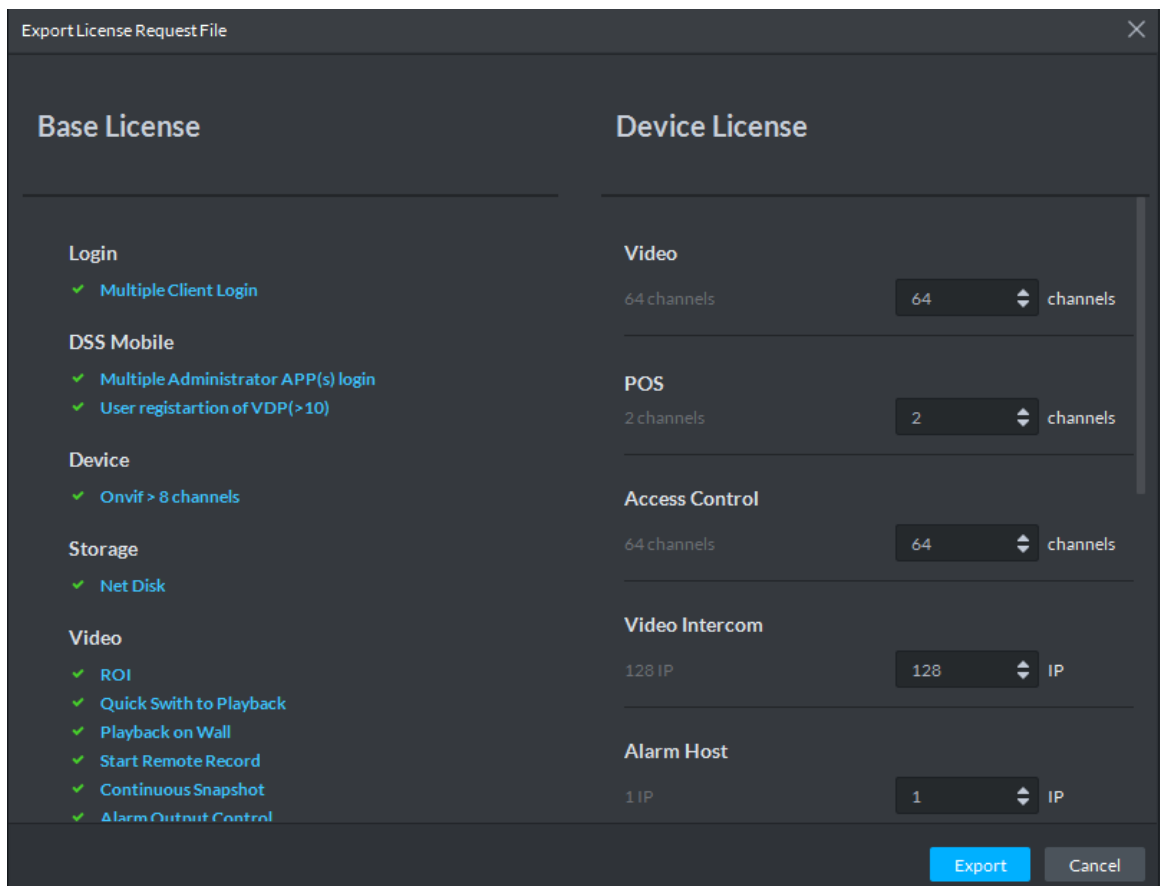 Export License Request File
Base License
Login
Multiple Client Login
DSS Mobile
Multiple Administrator APP(s) login
User registartion of VDP(>10)
Device
Onvif > 8 channels
Storage
Net Disk
Video
ROI
Quick Swith to Playback
Playback on Wall
Start Remote Record
Continuous Snapshot
Alarm Output Control
Device License
Video
64 channels 64 channels
POS
2 channels 2 channels
Access Control
64 channels 64 channels
Video Intercom
128 IP 128 IP
Alarm Host
1 IP 1 IP
Export Cancel